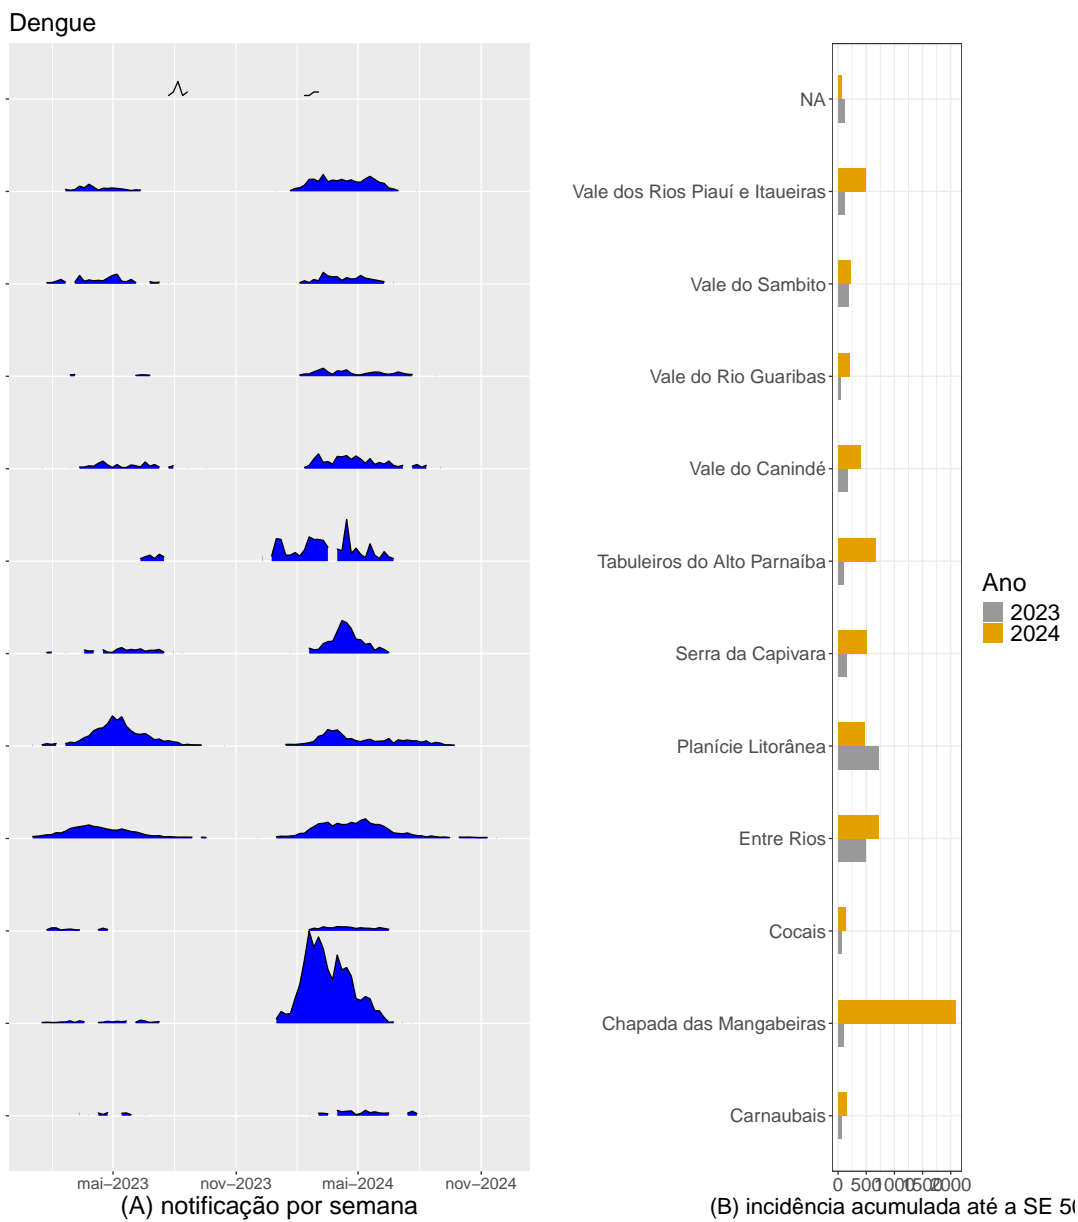 Dengue
NA
Vale dos Rios Piauí e Itaueiras
Vale do Sambito
Vale do Rio Guaribas
Vale do Canindé
Tabuleiros do Alto Parnaíba
Ano
2023
2024
Serra da Capivara
Planície Litorânea
Entre Rios
Cocais
Chapada das Mangabeiras
Carnaubais
mai−2023 nov−2023 mai−2024 nov−2024
0 500 1000 1500 2000
(A) notificação por semana
(B) incidência acumulada até a SE 50